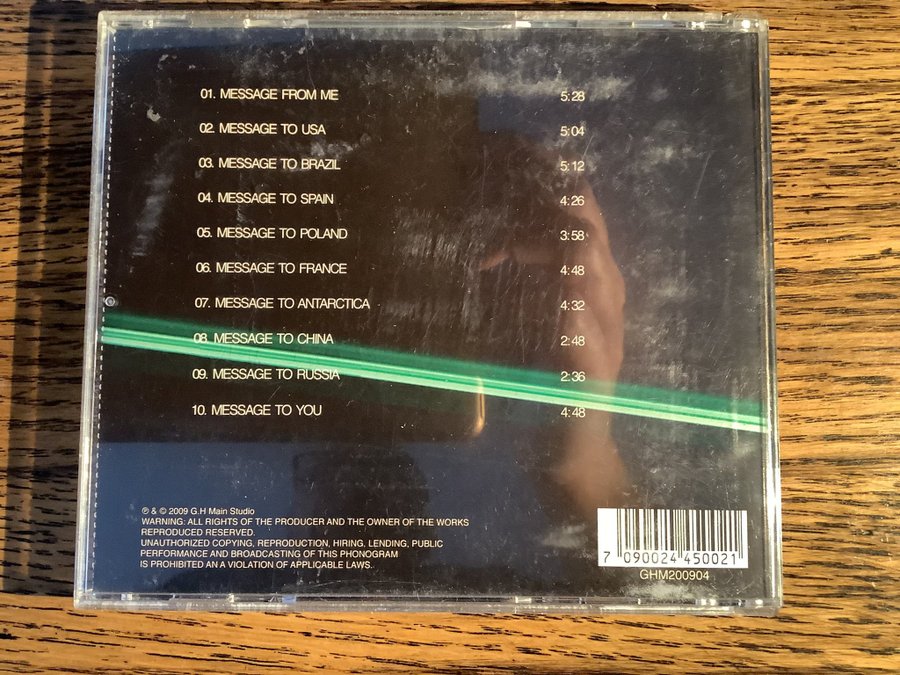 01. MESSAGE FROM ME 5:28
02. MESSAGE TO USA 5:04
03. MESSAGE TO BRAZIL 5:12
04. MESSAGE TO SPAIN 4:26
05. MESSAGE TO POLAND 3:58
06. MESSAGE TO FRANCE 4:48
07. MESSAGE TO ANTARCTICA 4:32
08. MESSAGE TO CHINA 2:48
09. MESSAGE TO RUSSIA 2:36
10. MESSAGE TO YOU 4:48
℗ & © 2009 G.H Main Studio
WARNING: ALL RIGHTS OF THE PRODUCER AND THE OWNER OF THE WORKS
REPRODUCED RESERVED.
UNAUTHORIZED COPYING, REPRODUCTION, HIRING, LENDING, PUBLIC
PERFORMANCE AND BROADCASTING OF THIS PHONOGRAM
IS PROHIBITED AN A VIOLATION OF APPLICABLE LAWS.
7 090024 450021
GHM200904